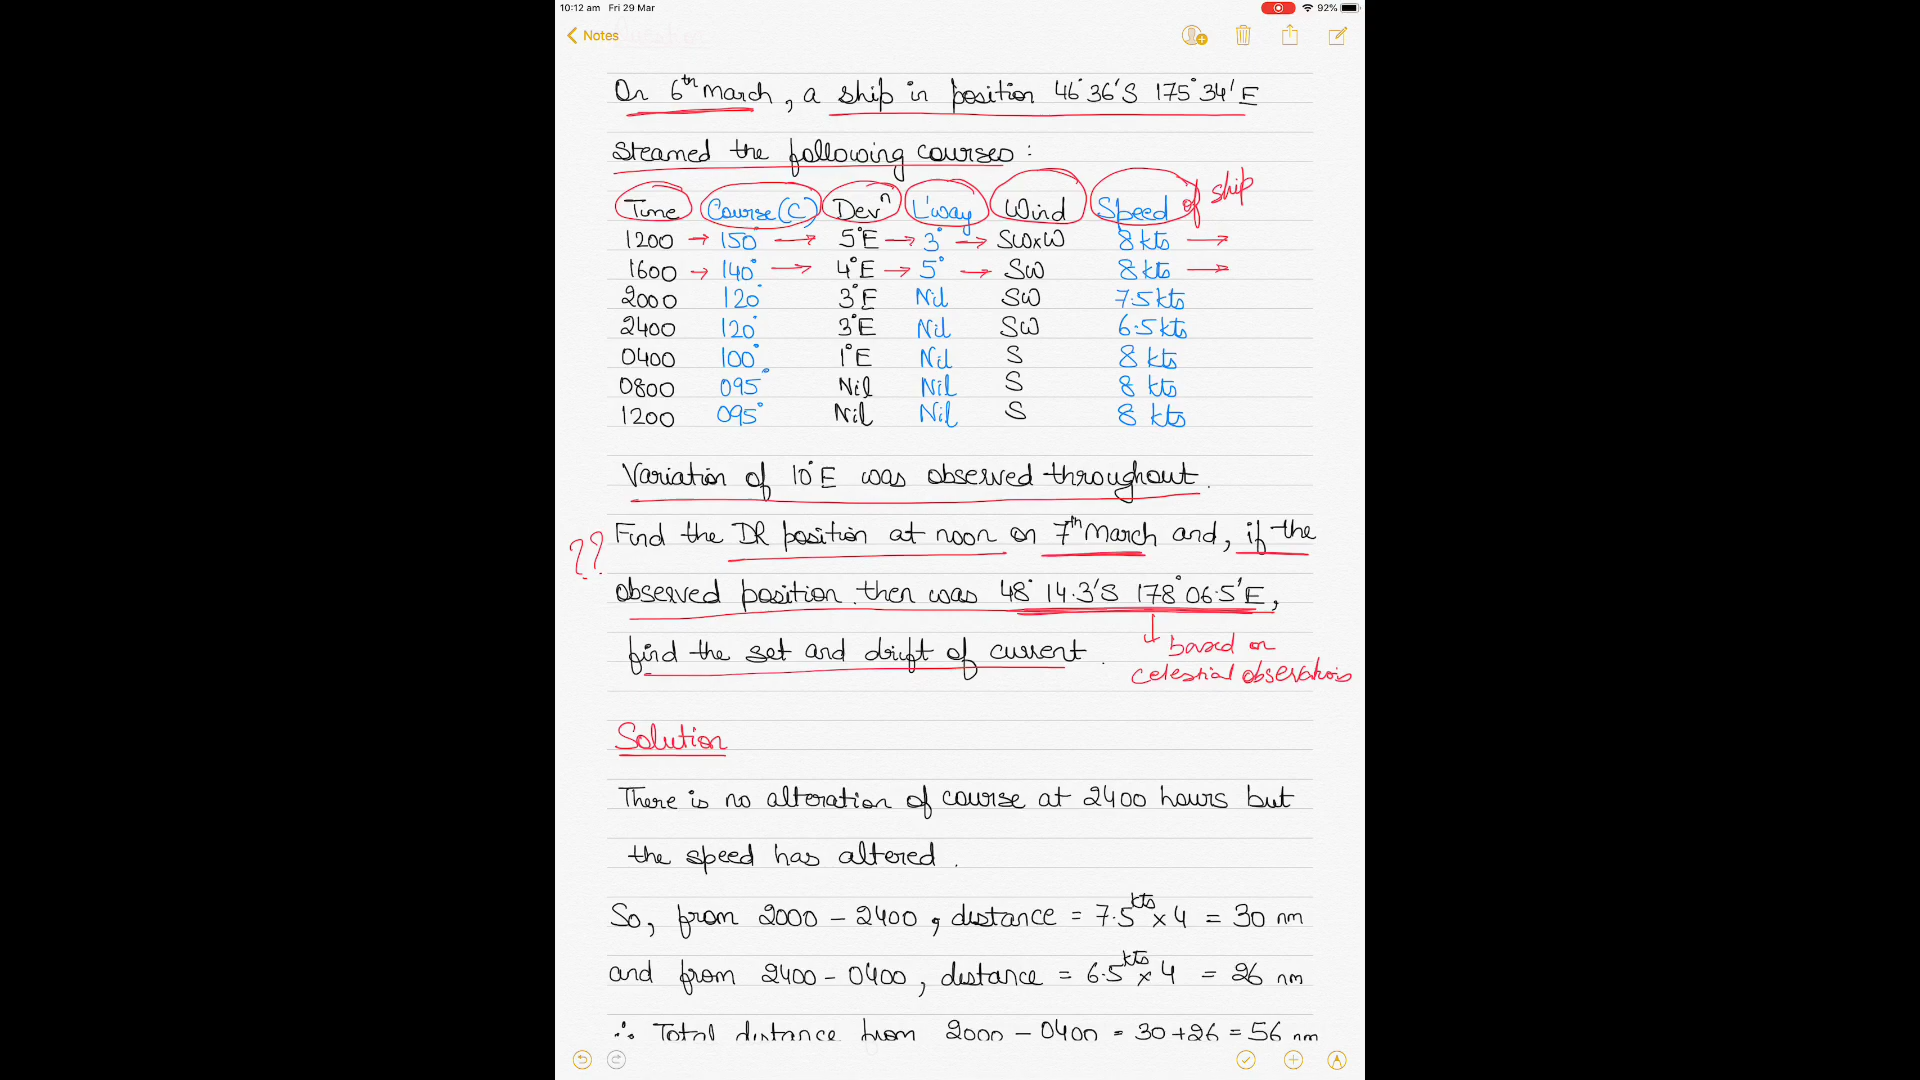 10:12 am Fri 29 Mar 92%
Notes
On 6th March, a ship in position 46°36'S 175°34'E
Steamed the following courses :
Time Course (C) Devn L'way Wind Speed of ship
1200 → 150° → 5°E → 3° → SWxW 8 kts →
1600 → 140° → 4°E → 5° → SW 8 kts →
2000 120° 3°E Nil SW 7.5 kts
2400 120° 3°E Nil SW 6.5 kts
0400 100° 1°E Nil S 8 kts
0800 095° Nil Nil S 8 kts
1200 095° Nil Nil S 8 kts
Variation of 10°E was observed throughout.
?? Find the DR position at noon on 7th March and, if the
observed position then was 48° 14.3'S 178° 06.5'E,
find the set and drift of current.
↓ based on
celestial observations
Solution
There is no alteration of course at 2400 hours but
the speed has altered.
So, from 2000 – 2400, distance = 7.5 kts × 4 = 30 nm
and from 2400 – 0400, distance = 6.5 kts × 4 = 26 nm
∴ Total distance from 2000 – 0400 = 30 + 26 = 56 nm